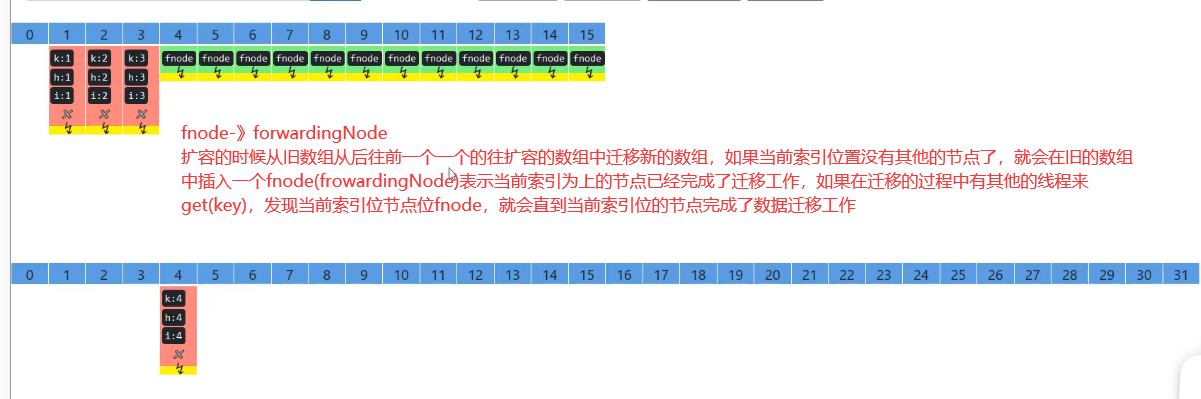 0 1 2 3 4 5 6 7 8 9 10 11 12 13 14 15
k:1 k:2 k:3 fnode fnode fnode fnode fnode fnode fnode fnode fnode fnode fnode fnode
h:1 h:2 h:3
i:1 i:2 i:3
fnode-》forwardingNode
扩容的时候从旧数组从后往前一个一个的往扩容的数组中迁移新的数组，如果当前索引位置没有其他的节点了，就会在旧的数组
中插入一个fnode(frowardingNode)表示当前索引为上的节点已经完成了迁移工作，如果在迁移的过程中有其他的线程来
get(key)，发现当前索引位节点位fnode，就会直到当前索引位的节点完成了数据迁移工作
0 1 2 3 4 5 6 7 8 9 10 11 12 13 14 15 16 17 18 19 20 21 22 23 24 25 26 27 28 29 30 31
k:4
h:4
i:4